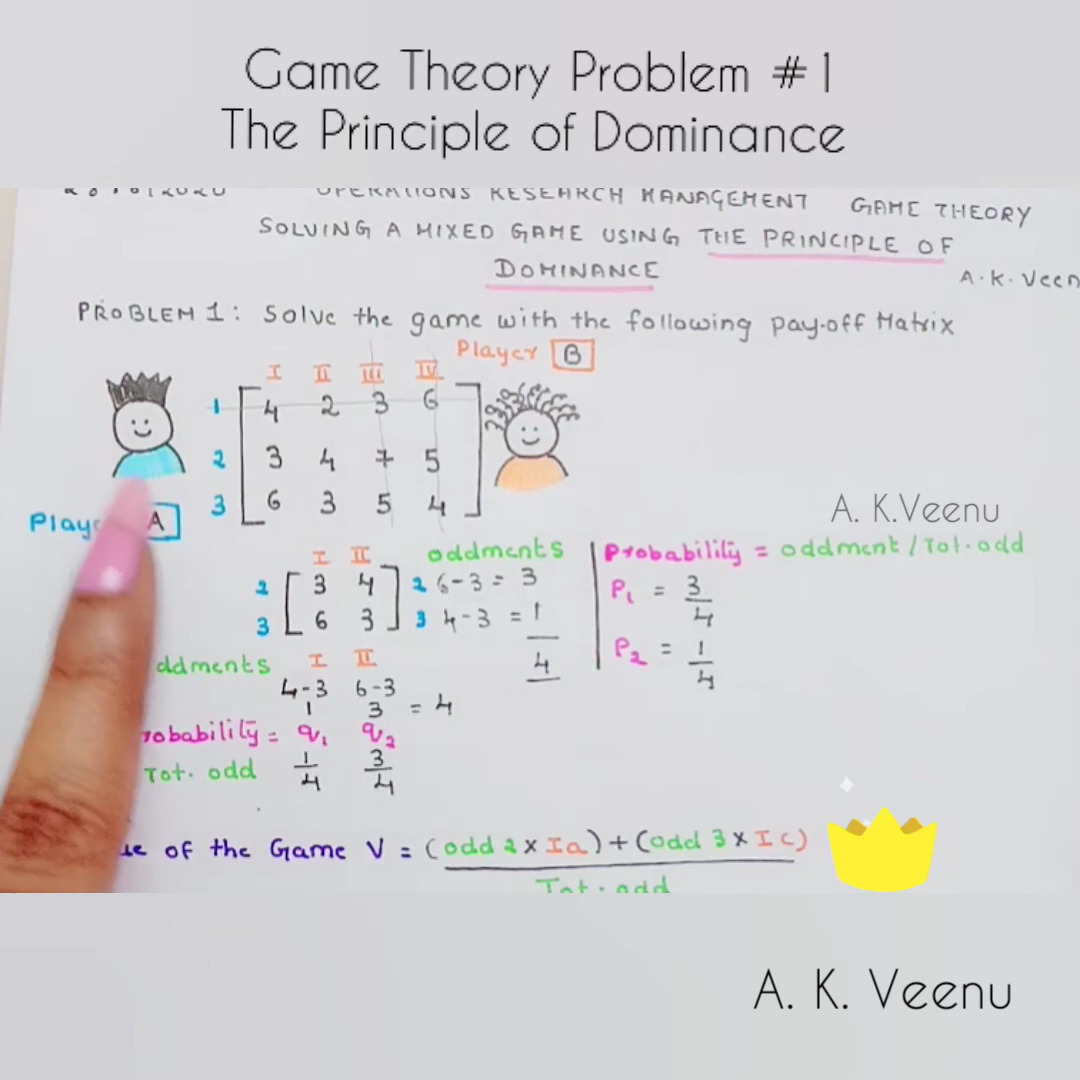 Game Theory Problem #1
The Principle of Dominance
OPERATIONS RESEARCH MANAGEMENT GAME THEORY
SOLVING A MIXED GAME USING THE PRINCIPLE OF
DOMINANCE
A.K. Veen
PROBLEM 1: Solve the game with the following pay-off Matrix
Player B
I II III IV
1 4 2 3 6
2 3 4 7 5
3 6 3 5 4
A. K.Veenu
Play A
I II oddments
2 3 4 2 6-3 = 3
3 6 3 3 4-3 = 1
4
Probability = oddment / Tot. odd
P1 = 3/4
P2 = 1/4
ddments I II
4-3 6-3
1 3 = 4
robability = q1 q2
Tot. odd 1/4 3/4
ue of the Game V = (odd 2 x Ia) + (odd 3 x Ic)
Tot. odd
A. K. Veenu